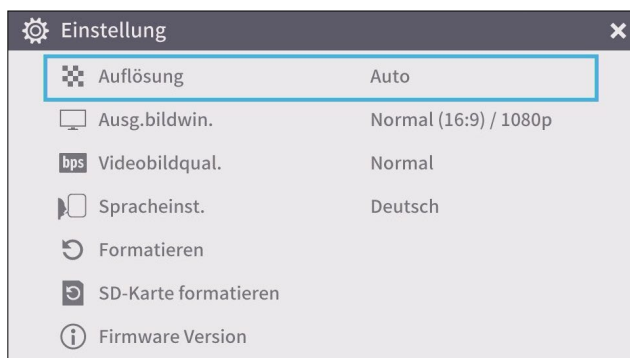 Einstellung
Auflösung Auto
Ausg.bildwin. Normal (16:9) / 1080p
bps Videobildqual. Normal
Spracheinst. Deutsch
Formatieren
SD-Karte formatieren
Firmware Version